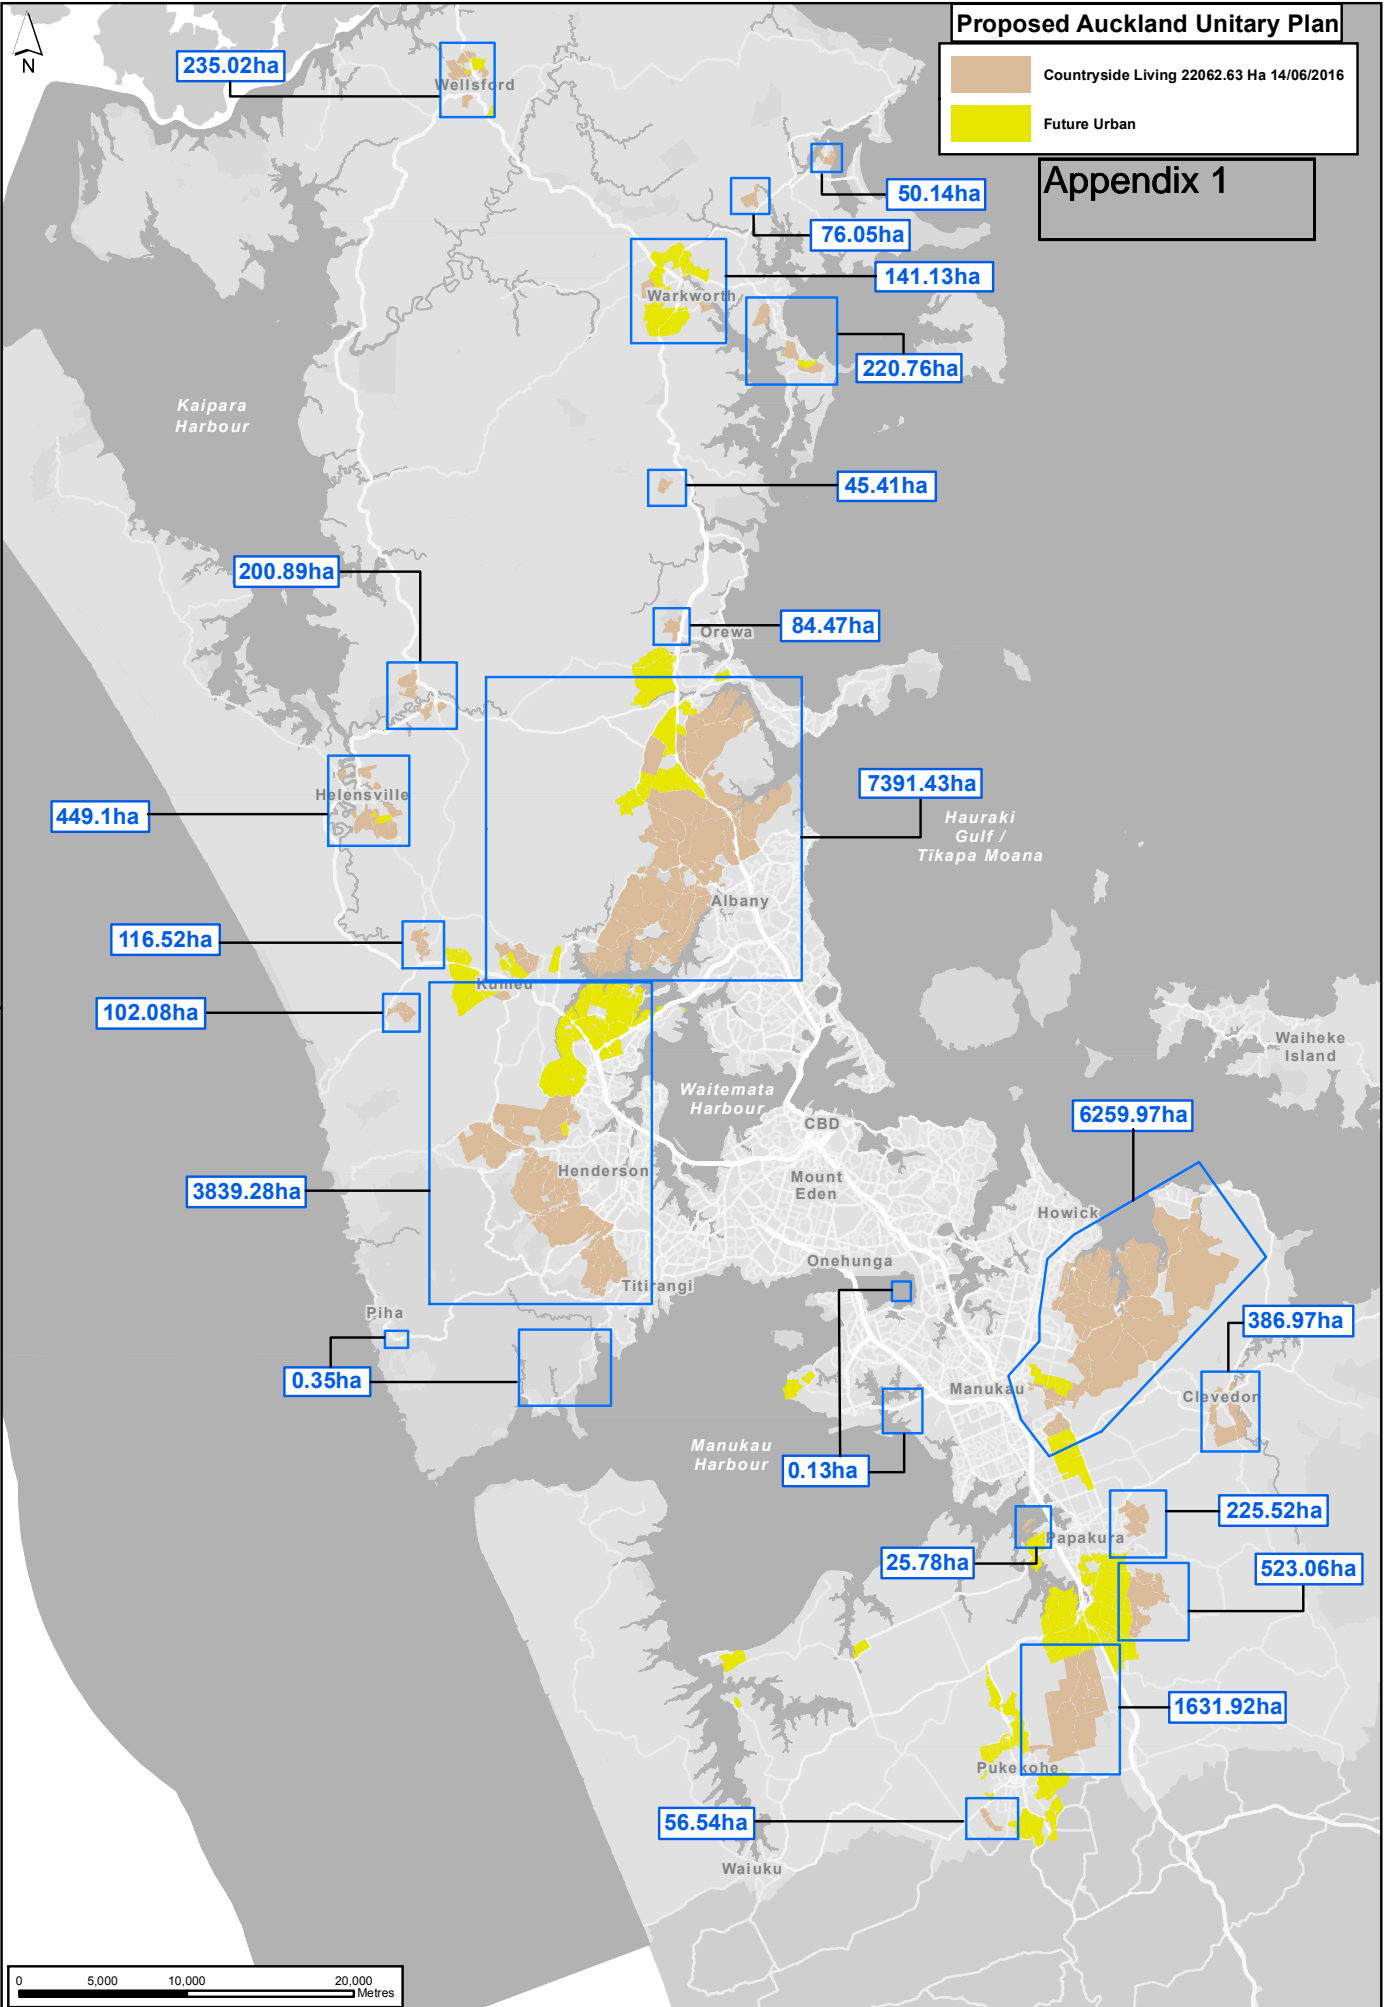 Proposed Auckland Unitary Plan
Countryside Living 22062.63 Ha 14/06/2016
Future Urban
Appendix 1
N
235.02ha
Wellsford
50.14ha
76.05ha
141.13ha
Warkworth
220.76ha
Kaipara
Harbour
45.41ha
200.89ha
84.47ha
Orewa
7391.43ha
Helensville
449.1ha
Hauraki
Gulf /
Tīkapa Moana
Albany
116.52ha
Kumeu
102.08ha
Waiheke
Island
Waitemata
Harbour
6259.97ha
CBD
Henderson
Mount
Eden
3839.28ha
Howick
Onehunga
Titirangi
Piha
386.97ha
0.35ha
Manukau
Clevedon
Manukau
Harbour
0.13ha
225.52ha
Papakura
25.78ha
523.06ha
1631.92ha
Pukekohe
56.54ha
Waiuku
0 5,000 10,000 20,000
Metres